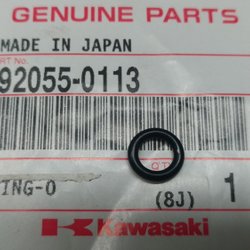 GENUINE PARTS
MADE IN JAPAN
92055-0113
ING-O
(8J) 1
Kawasaki